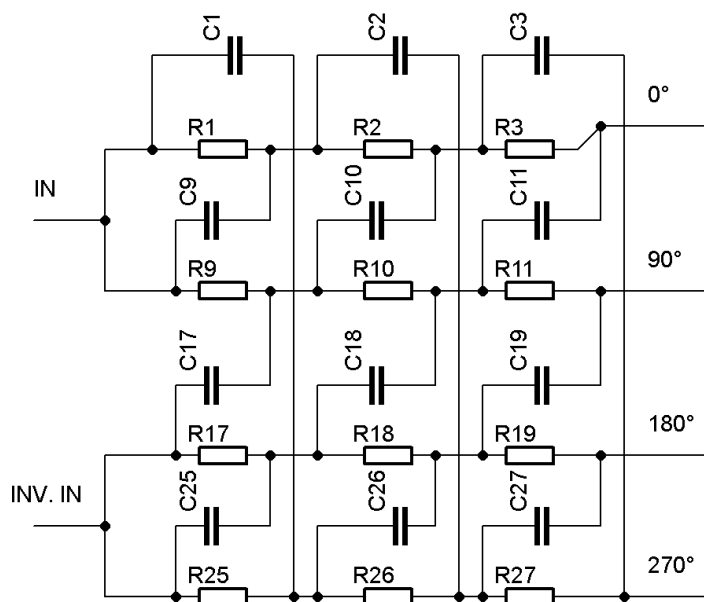 C1 C2 C3
0°
R1 R2 R3
IN
C9 C10 C11
90°
R9 R10 R11
C17 C18 C19
180°
R17 R18 R19
INV. IN
C25 C26 C27
270°
R25 R26 R27